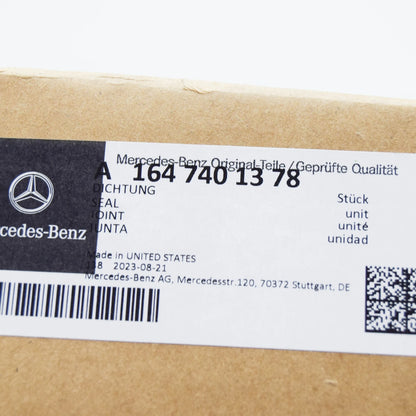 Mercedes-Benz Original-Teile / Geprüfte Qualität
A 164 740 13 78
DICHTUNG
SEAL Stück
JOINT unit
JUNTA unité
unidad
cedes-Benz
Made in UNITED STATES
2023-08-21
Mercedes-Benz AG, Mercedesstr.120, 70372 Stuttgart, DE